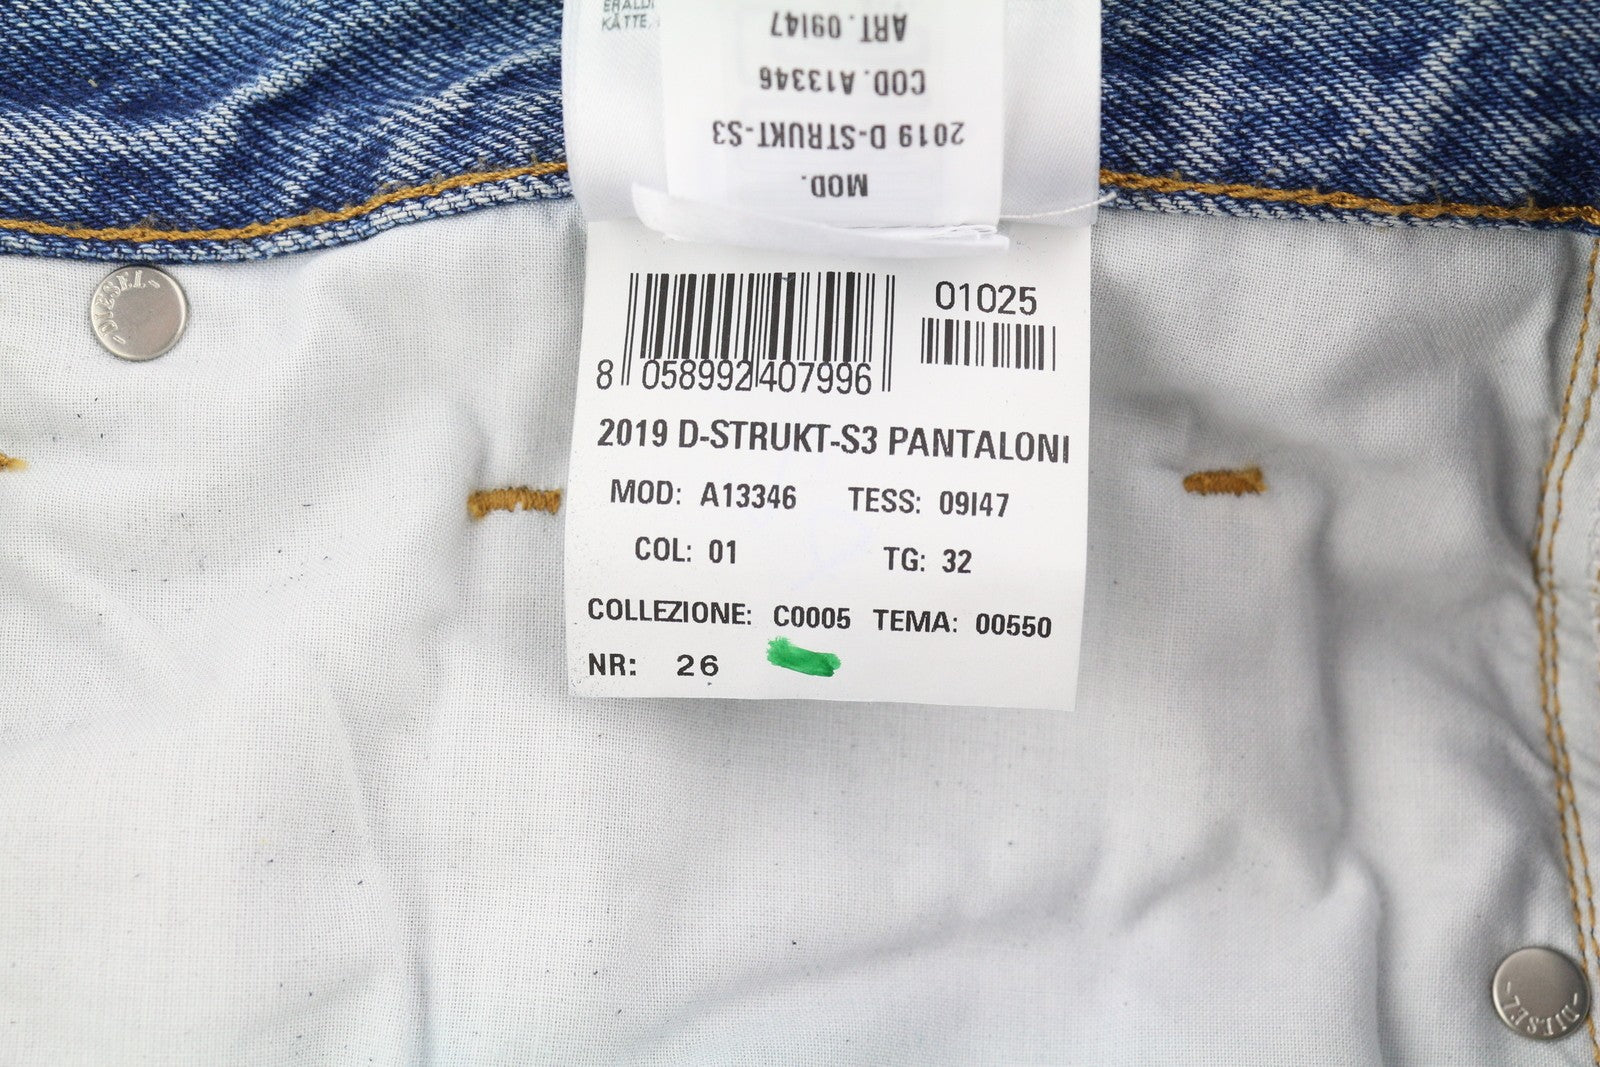 KÄTTE.
ART. 09I47
COD. A13346
2019 D-STRUKT-S3
MOD.
DIESEL
01025
8 058992 407996
2019 D-STRUKT-S3 PANTALONI
MOD: A13346 TESS: 09I47
COL: 01 TG: 32
COLLEZIONE: C0005 TEMA: 00550
NR: 26
DIESEL